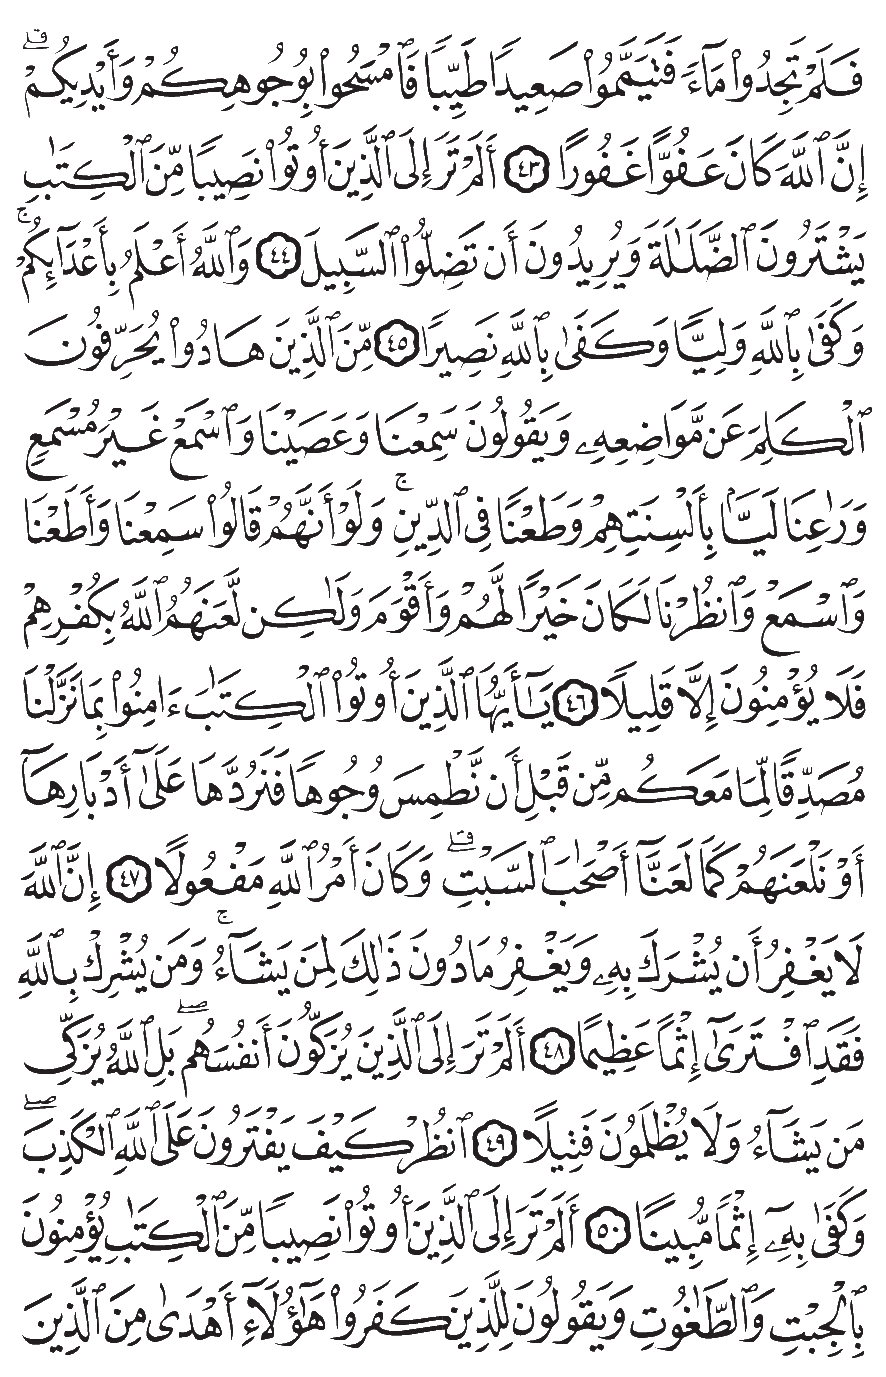 فَلَمْ تَجِدُوا۟ مَآءًۭ فَتَيَمَّمُوا۟ صَعِيدًۭا طَيِّبًۭا فَٱمْسَحُوا۟ بِوُجُوهِكُمْ وَأَيْدِيكُمْ ۗ
إِنَّ ٱللَّهَ كَانَ عَفُوًّا غَفُورًا ٤٣ أَلَمْ تَرَ إِلَى ٱلَّذِينَ أُوتُوا۟ نَصِيبًۭا مِّنَ ٱلْكِتَٰبِ
يَشْتَرُونَ ٱلضَّلَٰلَةَ وَيُرِيدُونَ أَن تَضِلُّوا۟ ٱلسَّبِيلَ ٤٤ وَٱللَّهُ أَعْلَمُ بِأَعْدَآئِكُمْ ۚ
وَكَفَىٰ بِٱللَّهِ وَلِيًّۭا وَكَفَىٰ بِٱللَّهِ نَصِيرًۭا ٤٥ مِّنَ ٱلَّذِينَ هَادُوا۟ يُحَرِّفُونَ
ٱلْكَلِمَ عَن مَّوَاضِعِهِۦ وَيَقُولُونَ سَمِعْنَا وَعَصَيْنَا وَٱسْمَعْ غَيْرَ مُسْمَعٍۢ
وَرَٰعِنَا لَيًّۢا بِأَلْسِنَتِهِمْ وَطَعْنًۭا فِى ٱلدِّينِ ۚ وَلَوْ أَنَّهُمْ قَالُوا۟ سَمِعْنَا وَأَطَعْنَا
وَٱسْمَعْ وَٱنظُرْنَا لَكَانَ خَيْرًۭا لَّهُمْ وَأَقْوَمَ وَلَٰكِن لَّعَنَهُمُ ٱللَّهُ بِكُفْرِهِمْ
فَلَا يُؤْمِنُونَ إِلَّا قَلِيلًۭا ٤٦ يَٰٓأَيُّهَا ٱلَّذِينَ أُوتُوا۟ ٱلْكِتَٰبَ ءَامِنُوا۟ بِمَا نَزَّلْنَا
مُصَدِّقًۭا لِّمَا مَعَكُم مِّن قَبْلِ أَن نَّطْمِسَ وُجُوهًۭا فَنَرُدَّهَا عَلَىٰٓ أَدْبَارِهَآ
أَوْ نَلْعَنَهُمْ كَمَا لَعَنَّآ أَصْحَٰبَ ٱلسَّبْتِ ۗ وَكَانَ أَمْرُ ٱللَّهِ مَفْعُولًا ٤٧ إِنَّ ٱللَّهَ
لَا يَغْفِرُ أَن يُشْرَكَ بِهِۦ وَيَغْفِرُ مَا دُونَ ذَٰلِكَ لِمَن يَشَآءُ ۚ وَمَن يُشْرِكْ بِٱللَّهِ
فَقَدِ ٱفْتَرَىٰٓ إِثْمًا عَظِيمًا ٤٨ أَلَمْ تَرَ إِلَى ٱلَّذِينَ يُزَكُّونَ أَنفُسَهُم ۖ بَلِ ٱللَّهُ يُزَكِّى
مَن يَشَآءُ وَلَا يُظْلَمُونَ فَتِيلًا ٤٩ ٱنظُرْ كَيْفَ يَفْتَرُونَ عَلَى ٱللَّهِ ٱلْكَذِبَ ۖ
وَكَفَىٰ بِهِۦٓ إِثْمًۭا مُّبِينًا ٥٠ أَلَمْ تَرَ إِلَى ٱلَّذِينَ أُوتُوا۟ نَصِيبًۭا مِّنَ ٱلْكِتَٰبِ يُؤْمِنُونَ
بِٱلْجِبْتِ وَٱلطَّٰغُوتِ وَيَقُولُونَ لِلَّذِينَ كَفَرُوا۟ هَٰٓؤُلَآءِ أَهْدَىٰ مِنَ ٱلَّذِينَ